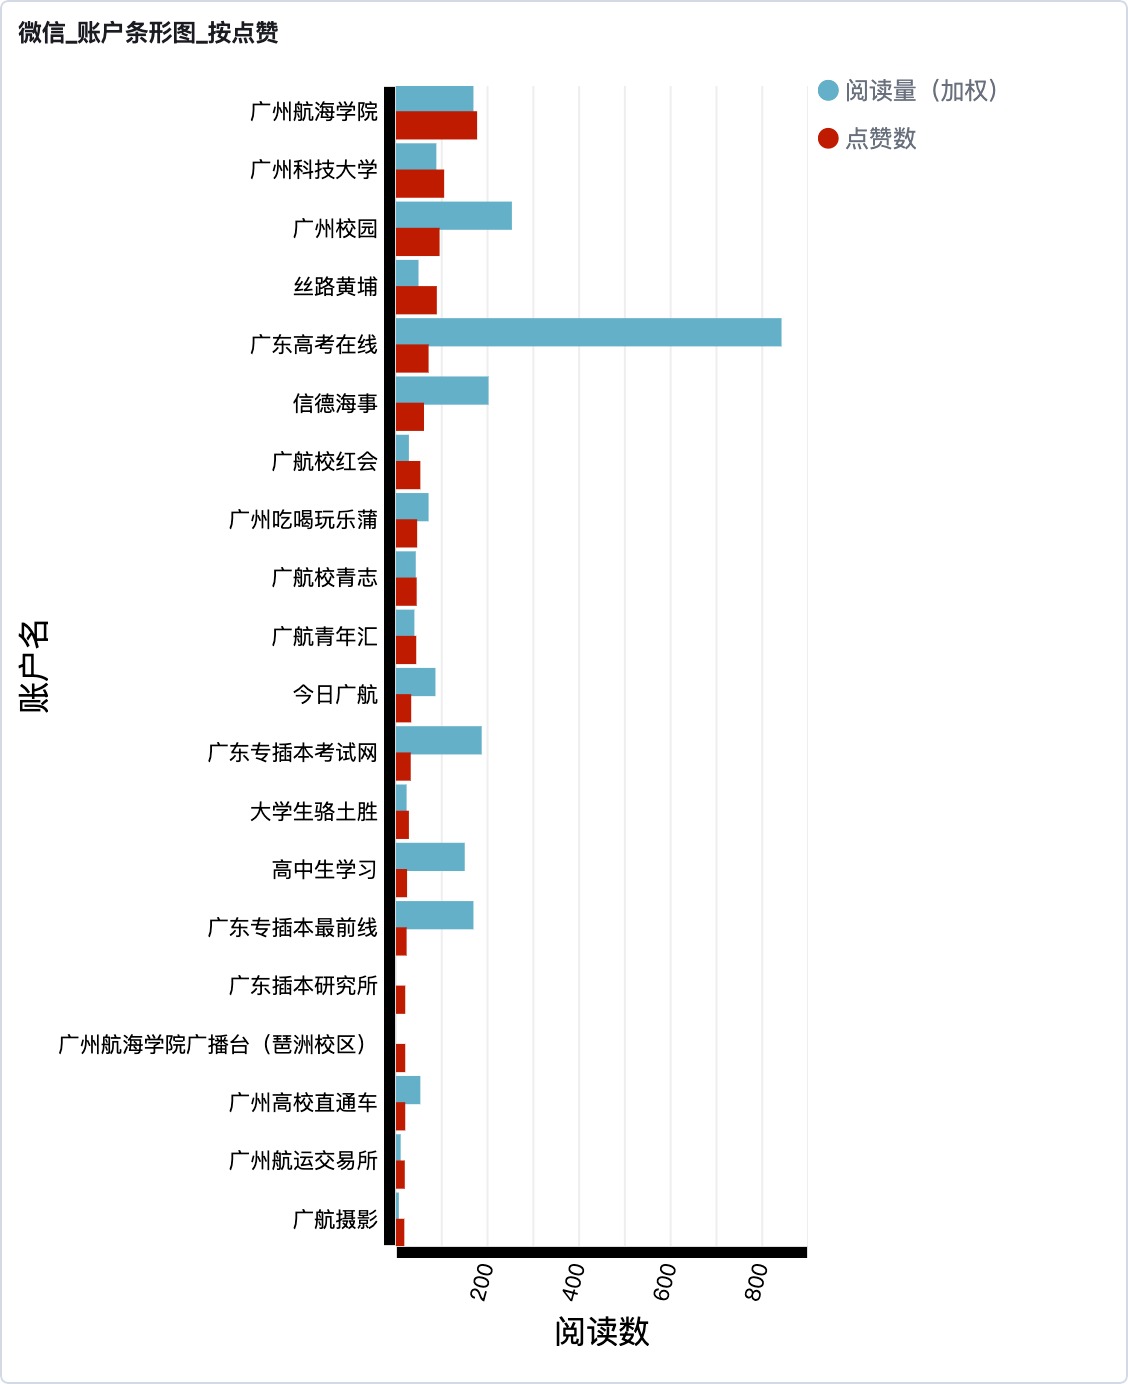 微信_账户条形图_按点赞
阅读量（加权）
点赞数
广州航海学院
广州科技大学
广州校园
丝路黄埔
广东高考在线
信德海事
广航校红会
广州吃喝玩乐蒲
广航校青志
广航青年汇
今日广航
广东专插本考试网
大学生骆土胜
高中生学习
广东专插本最前线
广东插本研究所
广州航海学院广播台（琶洲校区）
广州高校直通车
广州航运交易所
广航摄影
账户名
200
400
600
800
阅读数